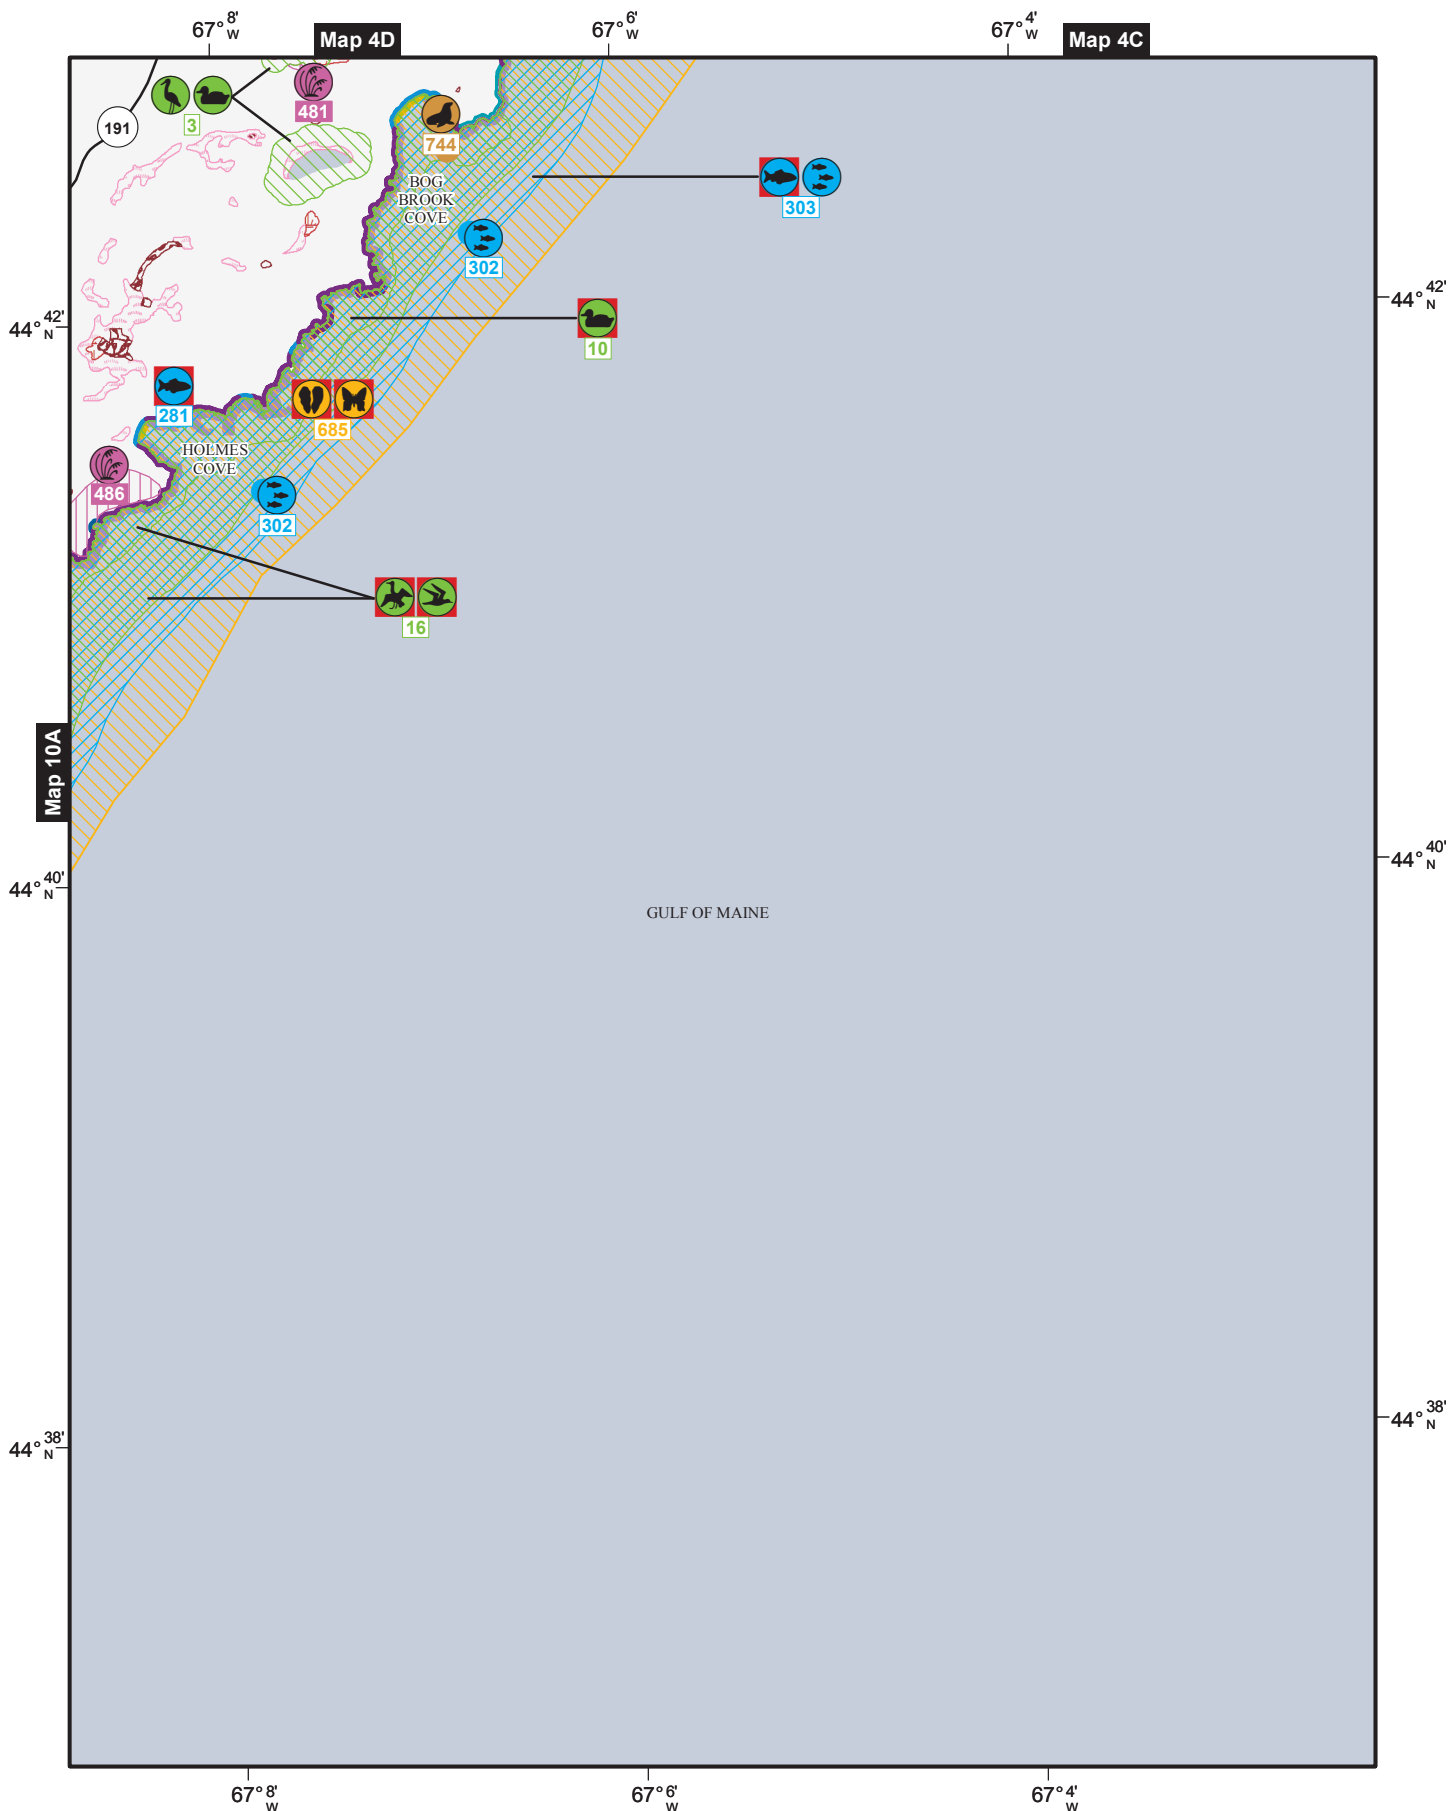 67° 8' W
67° 6' W
67° 4' W
Map 4D
Map 4C
191
3
481
744
BOG
BROOK
COVE
303
302
44° 42' N
44° 42' N
10
281
685
HOLMES
COVE
486
302
16
Map 10A
44° 40' N
44° 40' N
GULF OF MAINE
44° 38' N
44° 38' N
67° 8' W
67° 6' W
67° 4' W